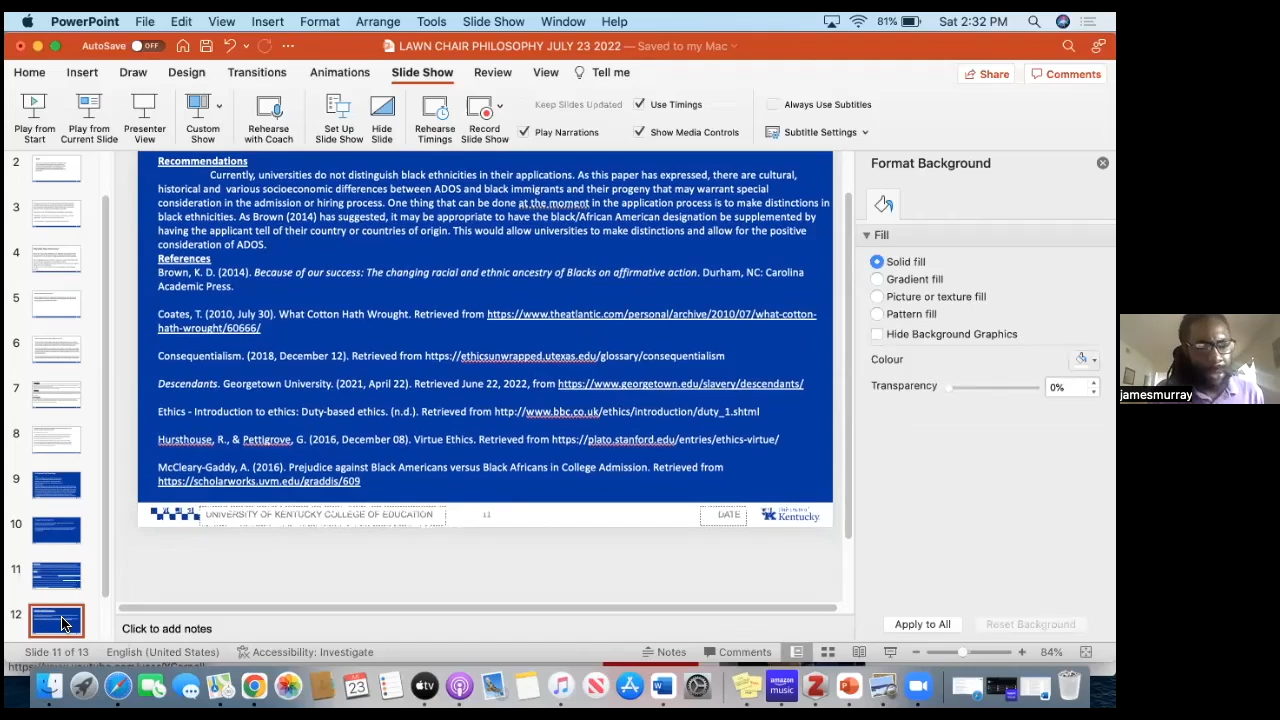 PowerPoint File Edit View Insert Format Arrange Tools Slide Show Window Help 81% Sat 2:32 PM
AutoSave OFF LAWN CHAIR PHILOSOPHY JULY 23 2022 — Saved to my Mac
Home Insert Draw Design Transitions Animations Slide Show Review View Tell me Share Comments
Keep Slides Updated Use Timings Always Use Subtitles
Play from Start Play from Current Slide Presenter View Custom Show Rehearse with Coach Set Up Slide Show Hide Slide Rehearse Timings Record Slide Show Play Narrations Show Media Controls Subtitle Settings
2
3
4
5
6
7
8
9
10
11
12
Recommendations
Currently, universities do not distinguish black ethnicities in their applications. As this paper has expressed, there are cultural,
historical and various socioeconomic differences between ADOS and black immigrants and their progeny that may warrant special
consideration in the admission or hiring process. One thing that can be done at the moment in the application process is to make distinctions in
black ethnicities. As Brown (2014) has suggested, it may be appropriate to have the black/African American designation be supplemented by
having the applicant tell of their country or countries of origin. This would allow universities to make distinctions and allow for the positive
consideration of ADOS.
References
Brown, K. D. (2014). Because of our success: The changing racial and ethnic ancestry of Blacks on affirmative action. Durham, NC: Carolina
Academic Press.
Coates, T. (2010, July 30). What Cotton Hath Wrought. Retrieved from https://www.theatlantic.com/personal/archive/2010/07/what-cotton-
hath-wrought/60666/
Consequentialism. (2018, December 12). Retrieved from https://ethicsunwrapped.utexas.edu/glossary/consequentialism
Descendants. Georgetown University. (2021, April 22). Retrieved June 22, 2022, from https://www.georgetown.edu/slavery/descendants/
Ethics - Introduction to ethics: Duty-based ethics. (n.d.). Retrieved from http://www.bbc.co.uk/ethics/introduction/duty_1.shtml
Hursthouse, R., & Pettigrove, G. (2016, December 08). Virtue Ethics. Retrieved from https://plato.stanford.edu/entries/ethics-virtue/
McCleary-Gaddy, A. (2016). Prejudice against Black Americans versus Black Africans in College Admission. Retrieved from
https://scholarworks.uvm.edu/graddis/609
UNIVERSITY OF KENTUCKY COLLEGE OF EDUCATION 11 DATE Kentucky
Format Background
Fill
Solid fill
Gradient fill
Picture or texture fill
Pattern fill
Hide Background Graphics
Colour
Transparency 0%
Apply to All Reset Background
jamesmurray
Click to add notes
Slide 11 of 13 English (United States) Accessibility: Investigate Notes Comments 84%
23
tv
amazon music